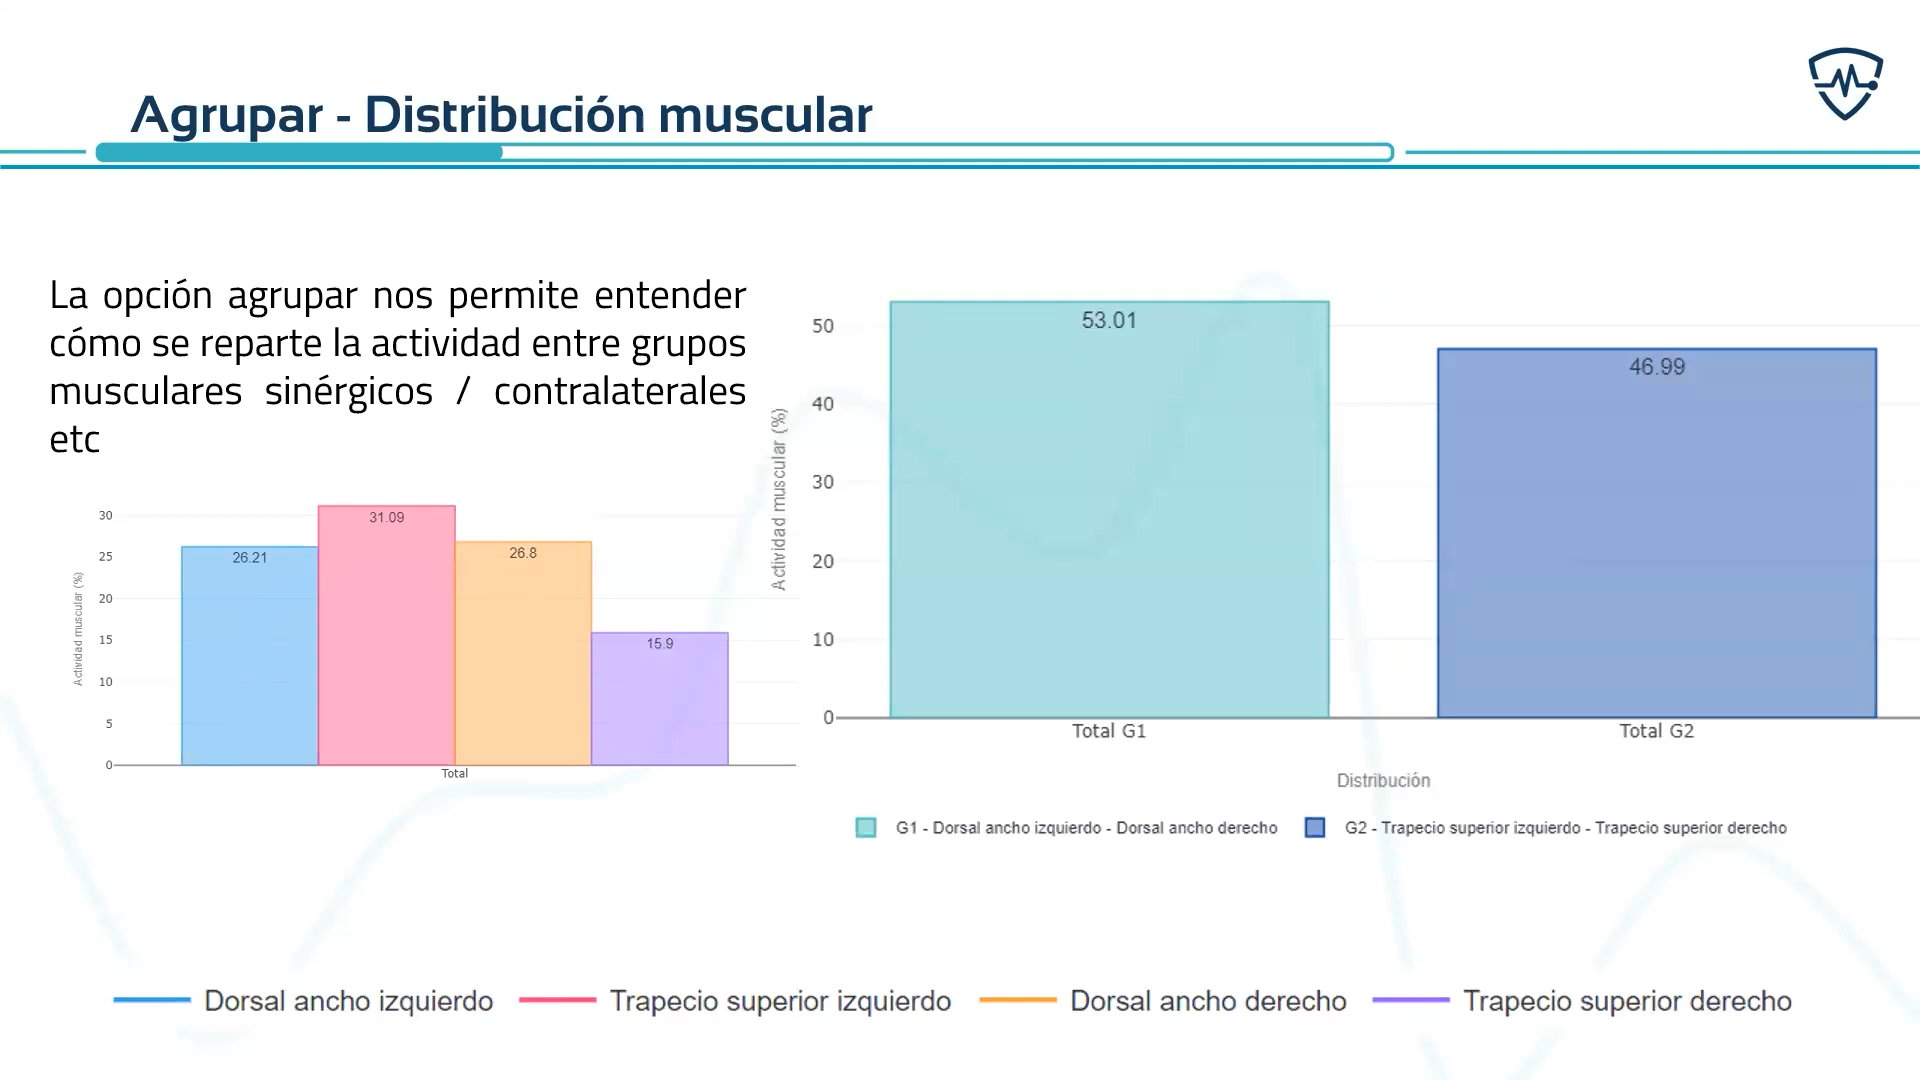 Agrupar - Distribución muscular
La opción agrupar nos permite entender
cómo se reparte la actividad entre grupos
musculares sinérgicos / contralaterales
etc
Actividad muscular (%)
30
25
20
15
10
5
0
26.21
31.09
26.8
15.9
Total
Actividad muscular (%)
50
40
30
20
10
0
53.01
46.99
Total G1
Total G2
Distribución
G1 - Dorsal ancho izquierdo - Dorsal ancho derecho
G2 - Trapecio superior izquierdo - Trapecio superior derecho
Dorsal ancho izquierdo
Trapecio superior izquierdo
Dorsal ancho derecho
Trapecio superior derecho